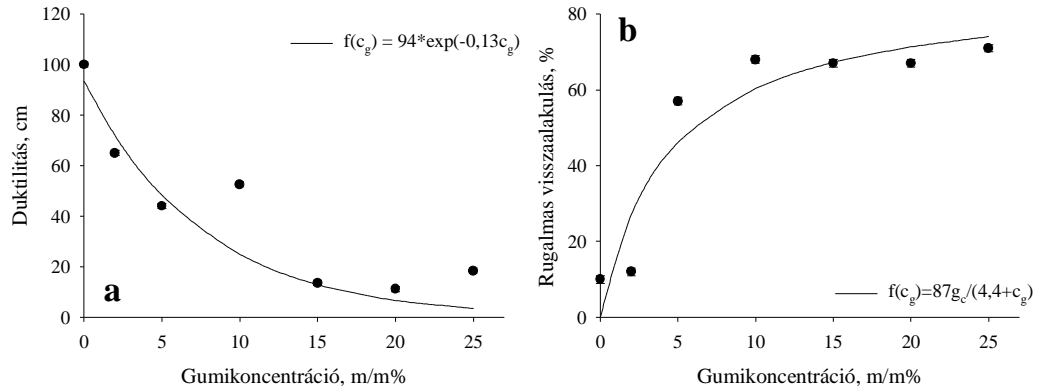 a
f(c_g) = 94*exp(-0,13c_g)
Duktilitás, cm
120
100
80
60
40
20
0
0 5 10 15 20 25
Gumikoncentráció, m/m%
b
f(c_g)=87g_c/(4,4+c_g)
Rugalmas visszaalakulás, %
80
60
40
20
0
0 5 10 15 20 25
Gumikoncentráció, m/m%